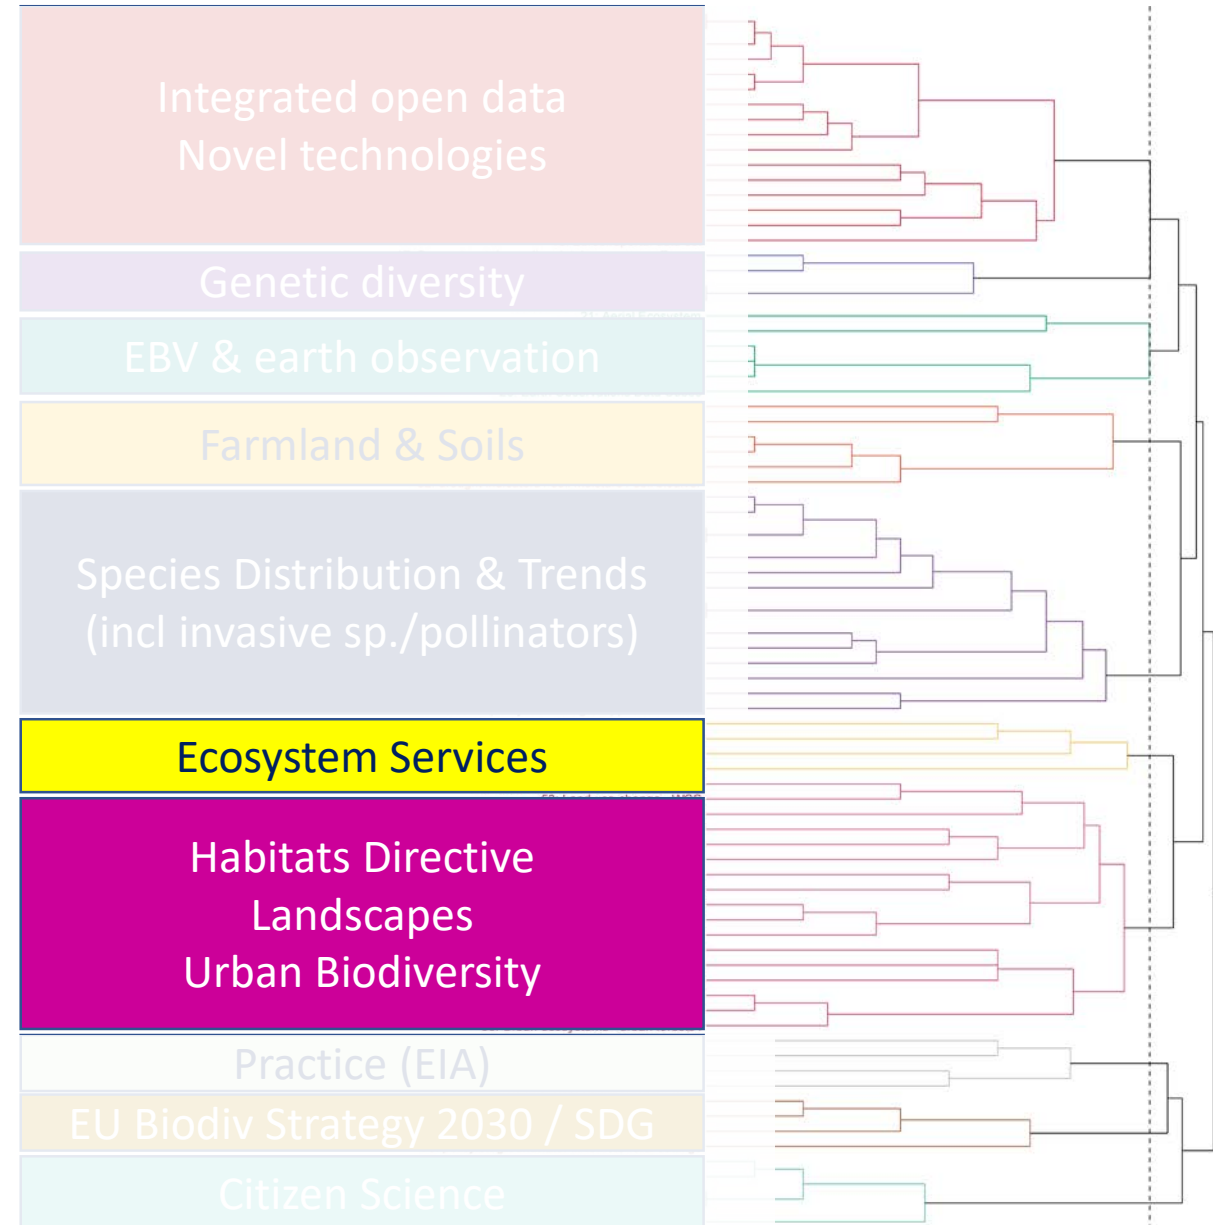 Integrated open data
Novel technologies
Genetic diversity
EBV & earth observation
Farmland & Soils
Species Distribution & Trends
(incl invasive sp./pollinators)
Ecosystem Services
Habitats Directive
Landscapes
Urban Biodiversity
Practice (EIA)
EU Biodiv Strategy 2030 / SDG
Citizen Science